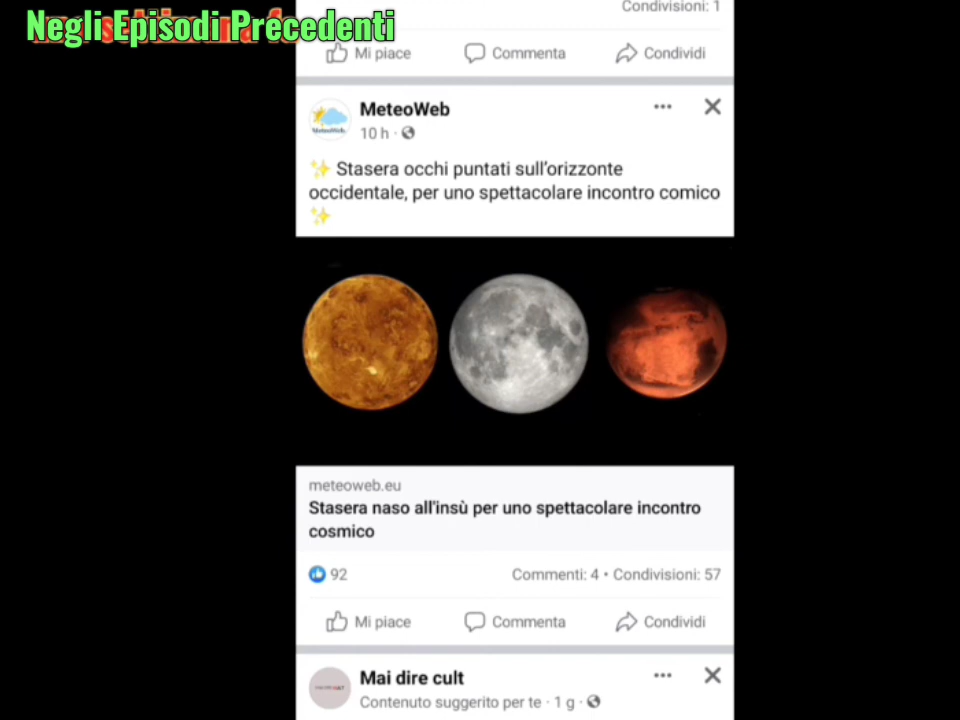 Negli Episodi Precedenti
Condivisioni: 1
Mi piace Commenta Condividi
MeteoWeb
10 h
Stasera occhi puntati sull'orizzonte
occidentale, per uno spettacolare incontro comico
meteoweb.eu
Stasera naso all'insù per uno spettacolare incontro
cosmico
92 Commenti: 4 • Condivisioni: 57
Mi piace Commenta Condividi
Mai dire cult
Contenuto suggerito per te · 1 g